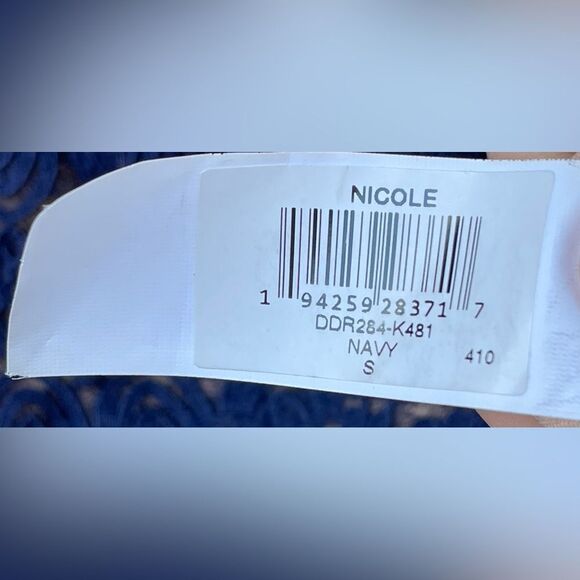 NICOLE
1 94259 28371 7
DDR284-K481
NAVY
S
410